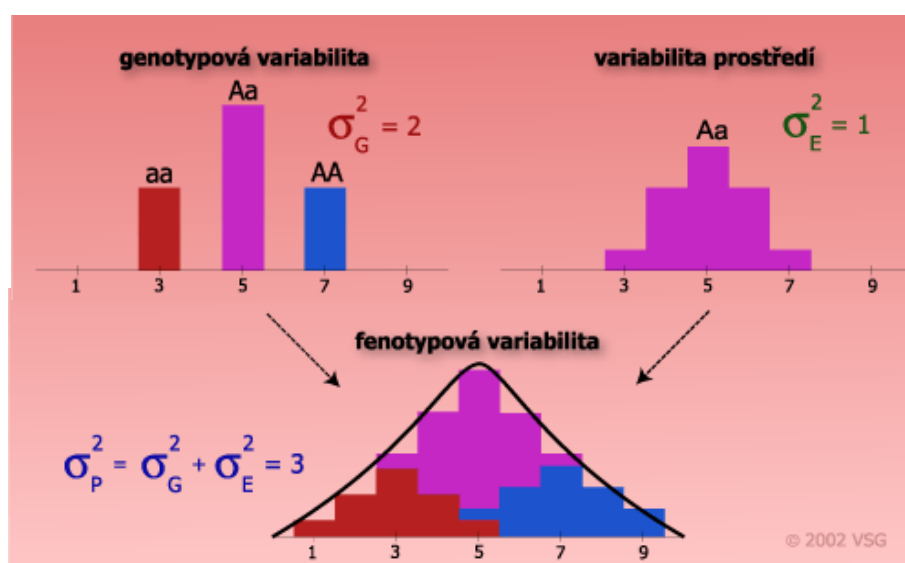 genotypová variabilita
Aa
σ²G = 2
aa
AA
1 3 5 7 9
variabilita prostředí
σ²E = 1
Aa
1 3 5 7 9
fenotypová variabilita
σ²P = σ²G + σ²E = 3
1 3 5 7 9
© 2002 VSG